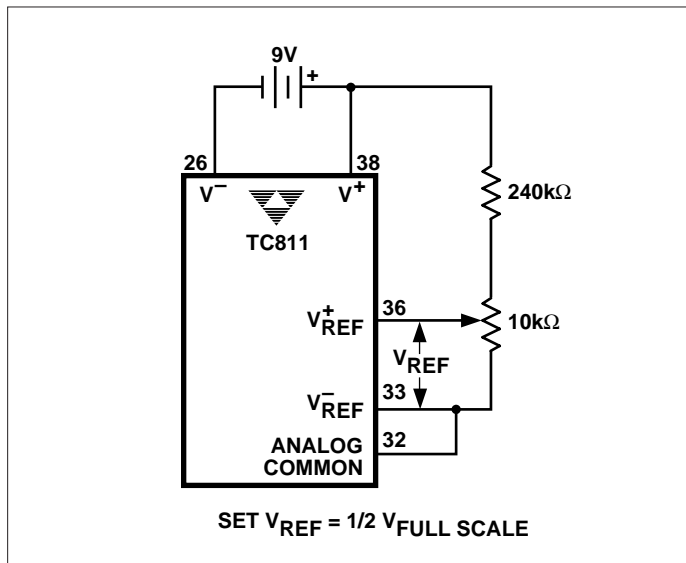 9V
+
26
38
V−
V+
TC811
240kΩ
36
V+REF
10kΩ
VREF
33
V−REF
ANALOG
COMMON
32
SET VREF = 1/2 VFULL SCALE